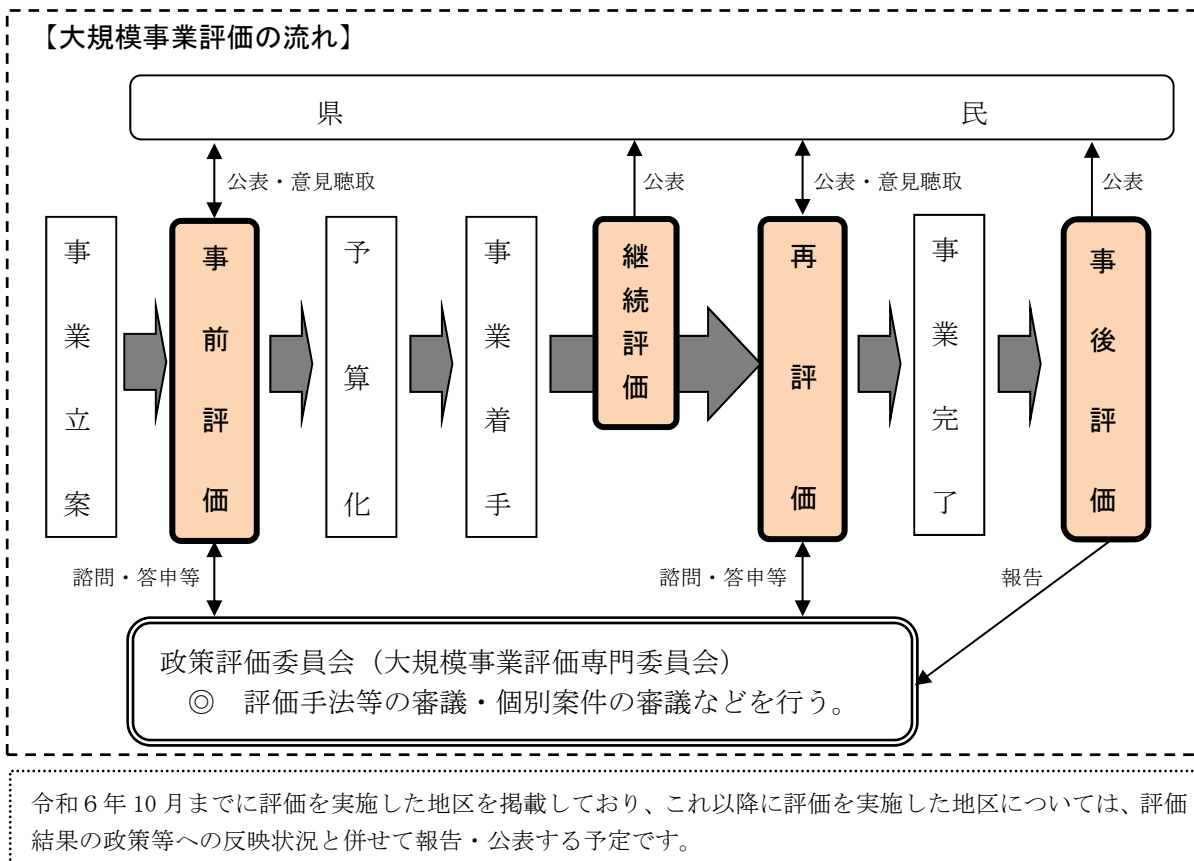 【大規模事業評価の流れ】
県 民
公表・意見聴取
公表
公表・意見聴取
公表
事業立案
事前評価
予算化
事業着手
継続評価
再評価
事業完了
事後評価
諮問・答申等
諮問・答申等
報告
政策評価委員会（大規模事業評価専門委員会）
◎ 評価手法等の審議・個別案件の審議などを行う。
令和６年 10 月までに評価を実施した地区を掲載しており、これ以降に評価を実施した地区については、評価
結果の政策等への反映状況と併せて報告・公表する予定です。